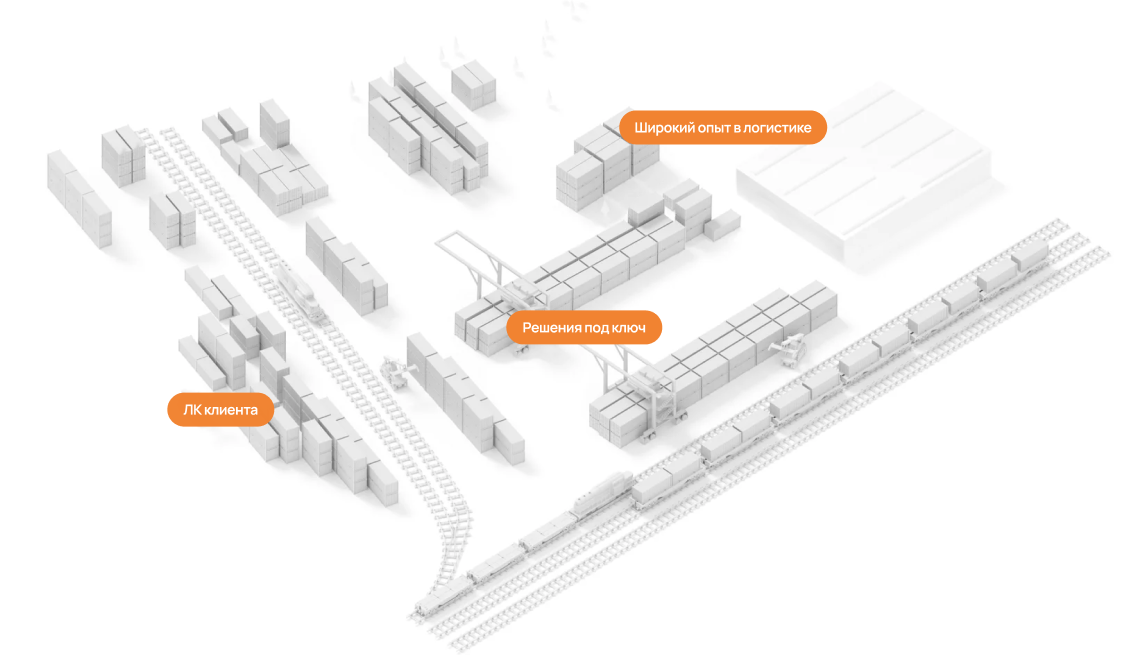 Широкий опыт в логистике
Решения под ключ
ЛК клиента